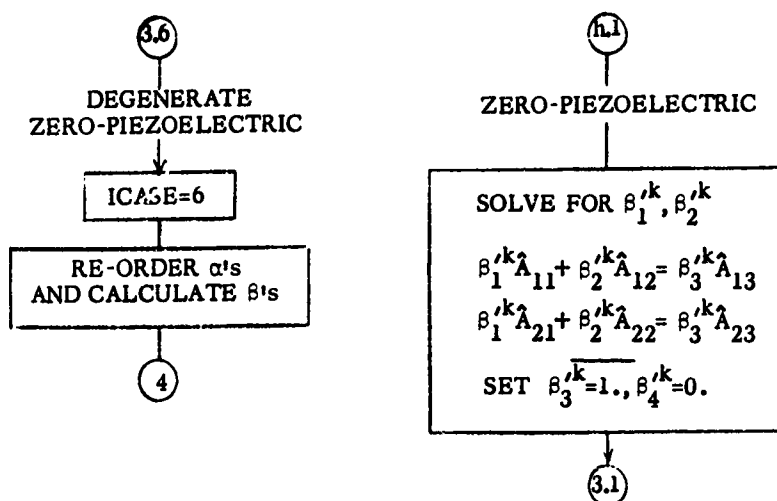 3.6
DEGENERATE
ZERO-PIEZOELECTRIC
ICASE=6
RE-ORDER α's
AND CALCULATE β's
4
h.1
ZERO-PIEZOELECTRIC
SOLVE FOR β₁′ᵏ, β₂′ᵏ
β₁′ᵏÂ₁₁ + β₂′ᵏÂ₁₂ = β₃′ᵏÂ₁₃
β₁′ᵏÂ₂₁ + β₂′ᵏÂ₂₂ = β₃′ᵏÂ₂₃
SET β₃′ᵏ=1., β₄′ᵏ=0.
3.1